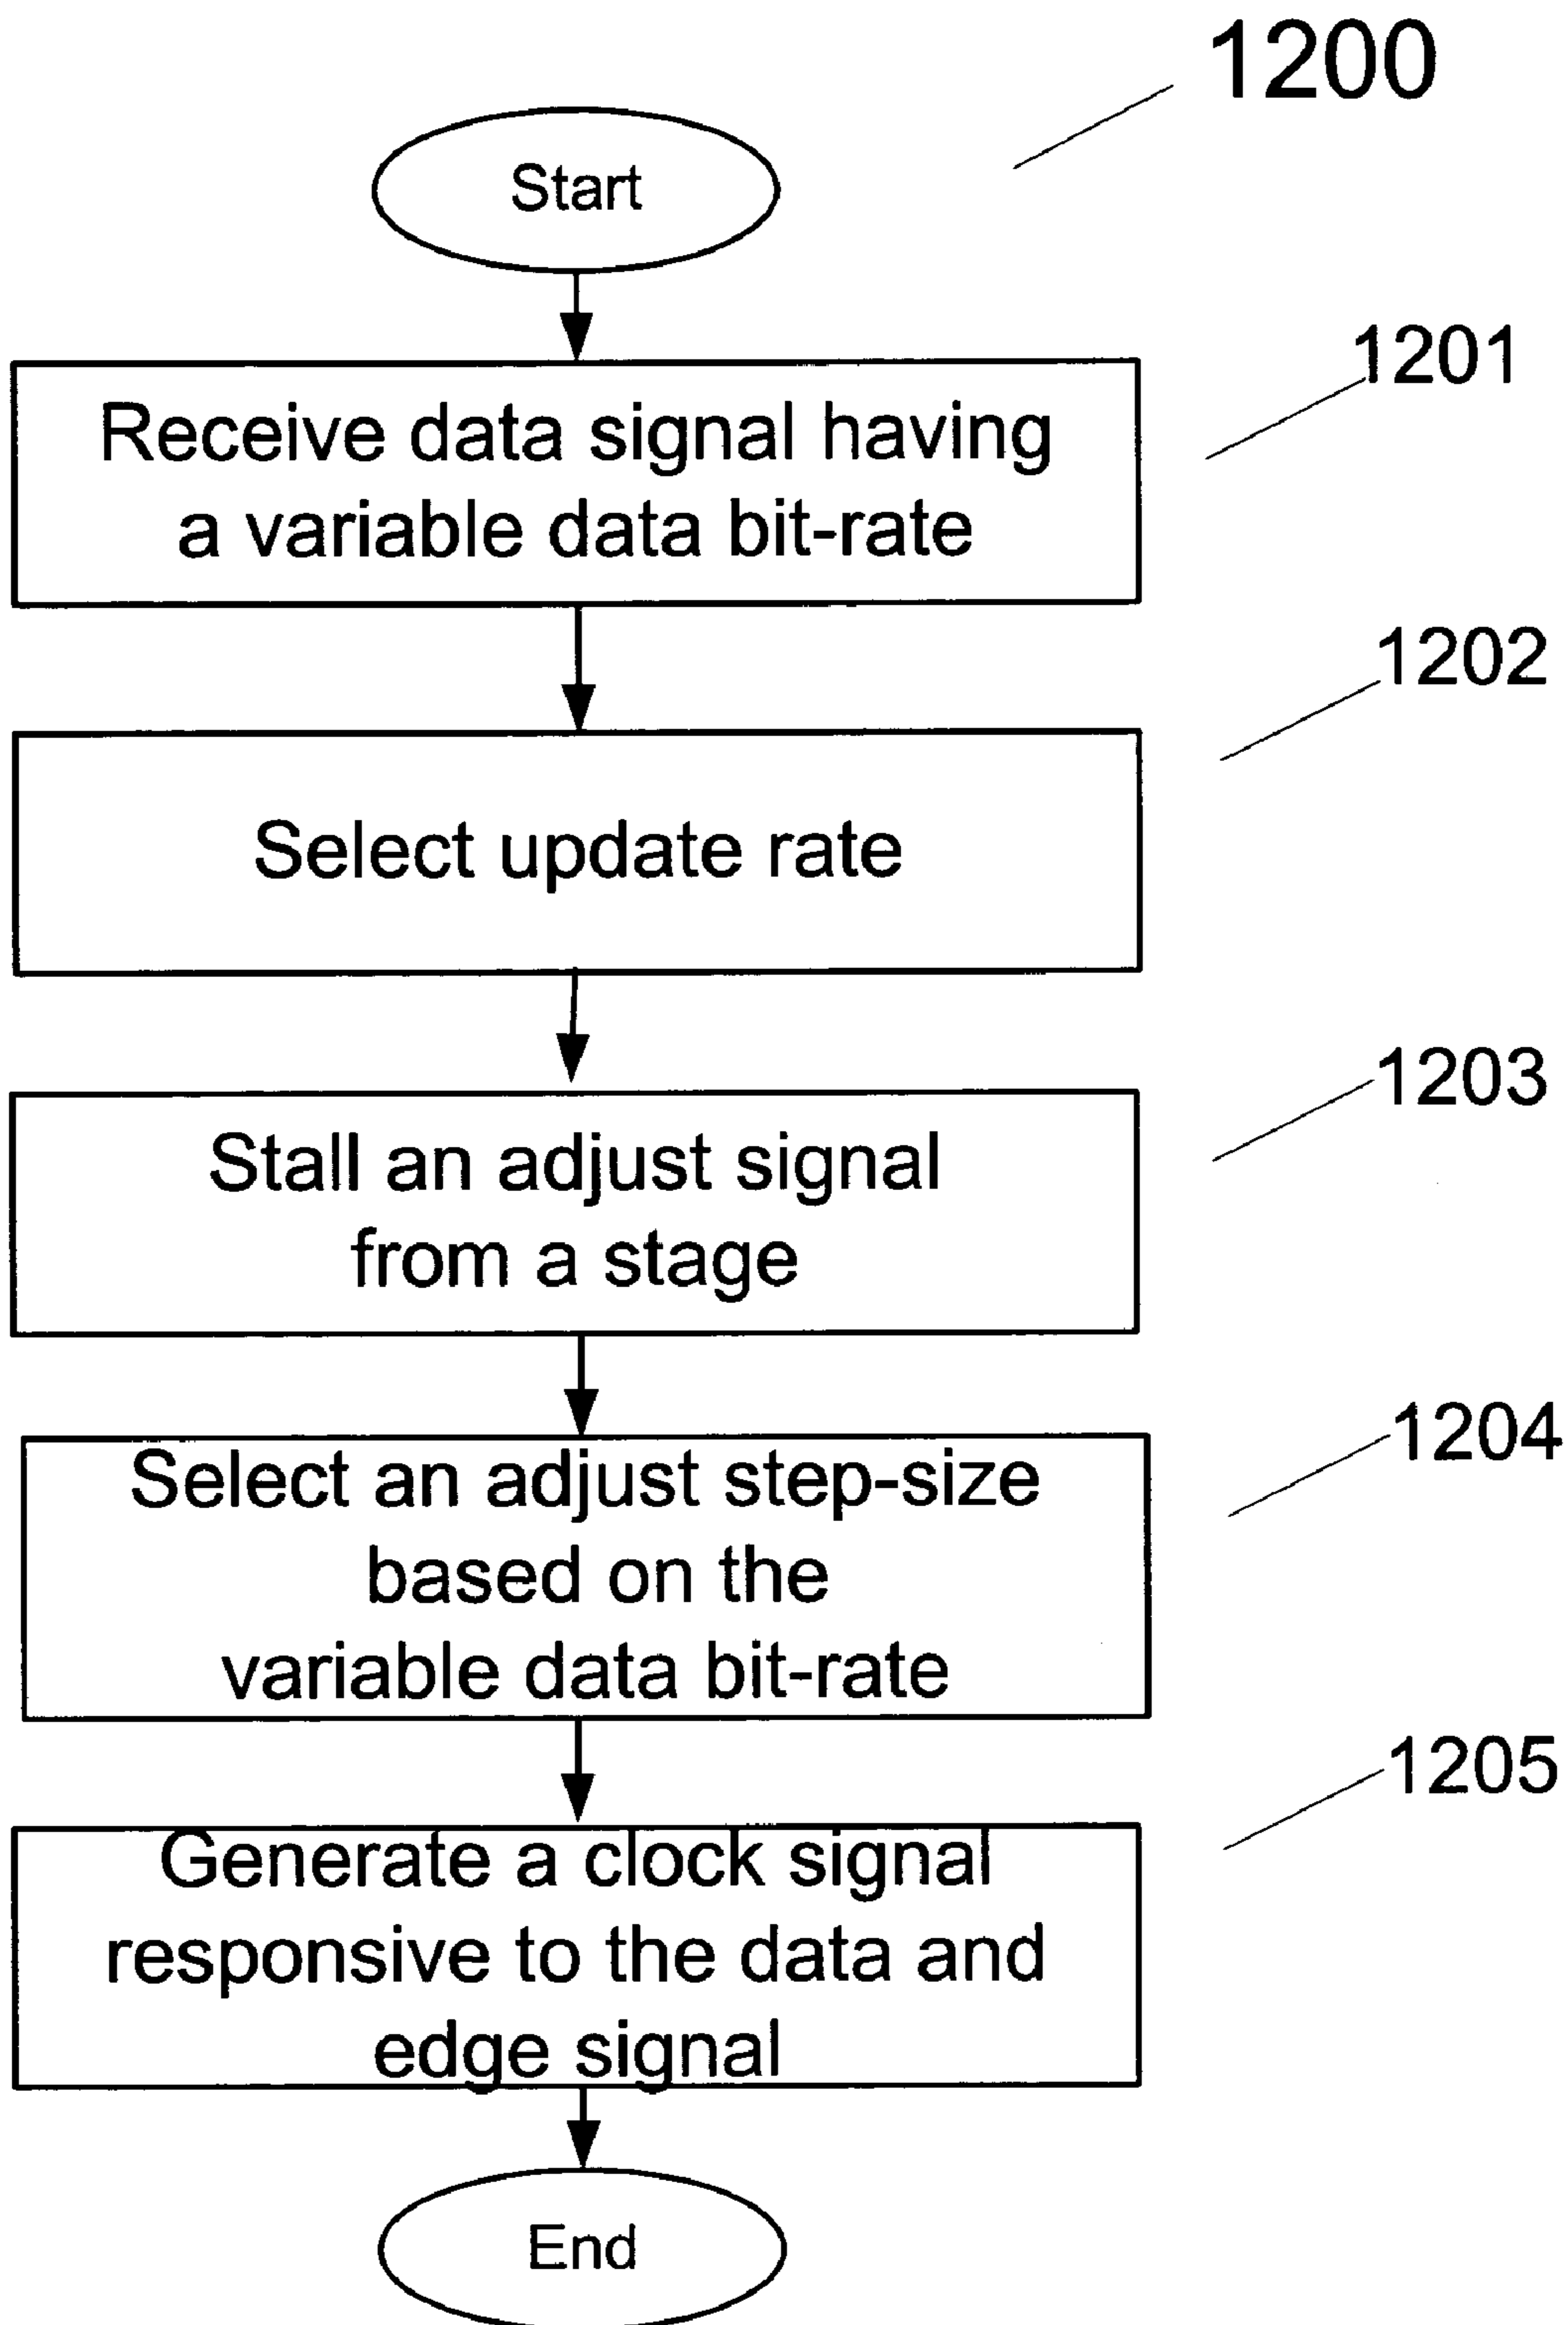 1200
Start
1201
Receive data signal having
a variable data bit-rate
1202
Select update rate
1203
Stall an adjust signal
from a stage
1204
Select an adjust step-size
based on the
variable data bit-rate
1205
Generate a clock signal
responsive to the data and
edge signal
End